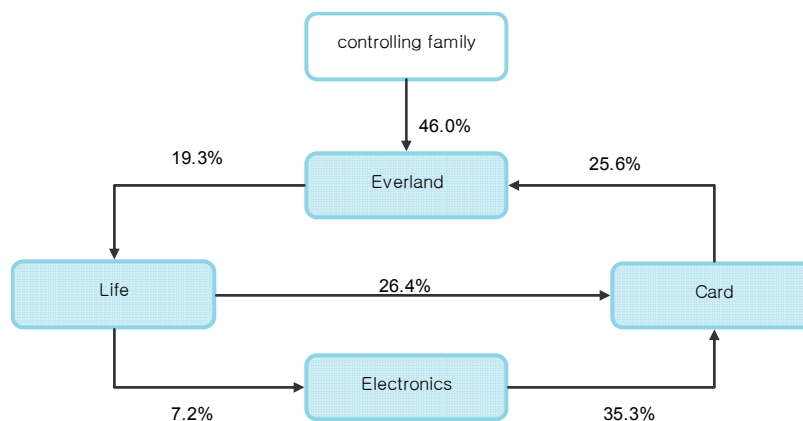 controlling family
46.0%
19.3%
25.6%
Everland
Life
26.4%
Card
Electronics
7.2%
35.3%